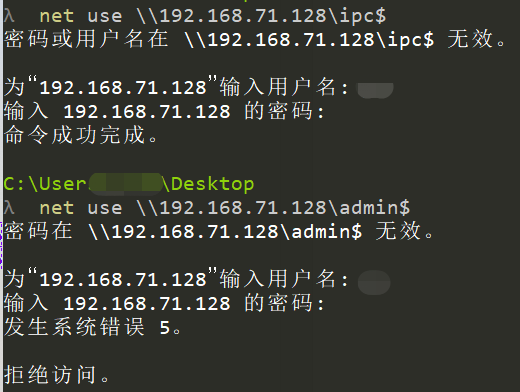 λ  net use \\192.168.71.128\ipc$
密码或用户名在 \\192.168.71.128\ipc$ 无效。
为“192.168.71.128”输入用户名:
输入 192.168.71.128 的密码:
命令成功完成。
C:\User \Desktop
λ  net use \\192.168.71.128\admin$
密码在 \\192.168.71.128\admin$ 无效。
为“192.168.71.128”输入用户名:
输入 192.168.71.128 的密码:
发生系统错误 5。
拒绝访问。